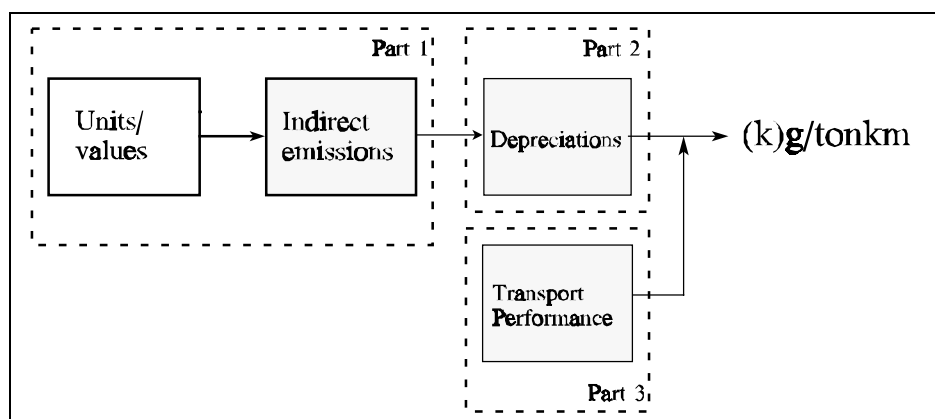 Part 1
Units/
values
Indirect
emissions
Part 2
Depreciations
(k)g/tonkm
Transport
Performance
Part 3